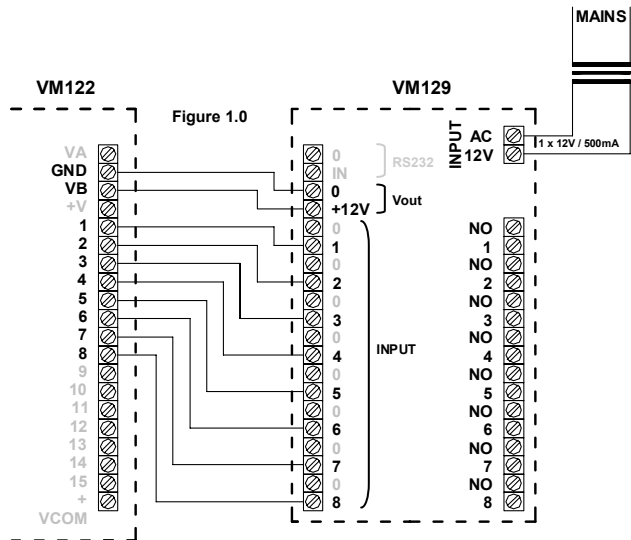 MAINS
VM122
VM129
Figure 1.0
VA
GND
VB
+V
1
2
3
4
5
6
7
8
9
10
11
12
13
14
15
+
VCOM
0
IN
RS232
0
+12V
Vout
0
1
0
2
0
3
0
4
0
5
0
6
0
7
0
8
INPUT
INPUT
AC
12V
1 x 12V / 500mA
NO
1
NO
2
NO
3
NO
4
NO
5
NO
6
NO
7
NO
8